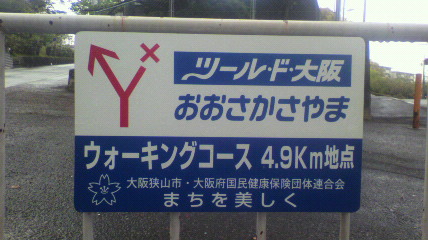 ツール・ド・大阪
おおさかさやま
ウォーキングコース 4.9Km地点
大阪狭山市・大阪府国民健康保険団体連合会
まちを美しく